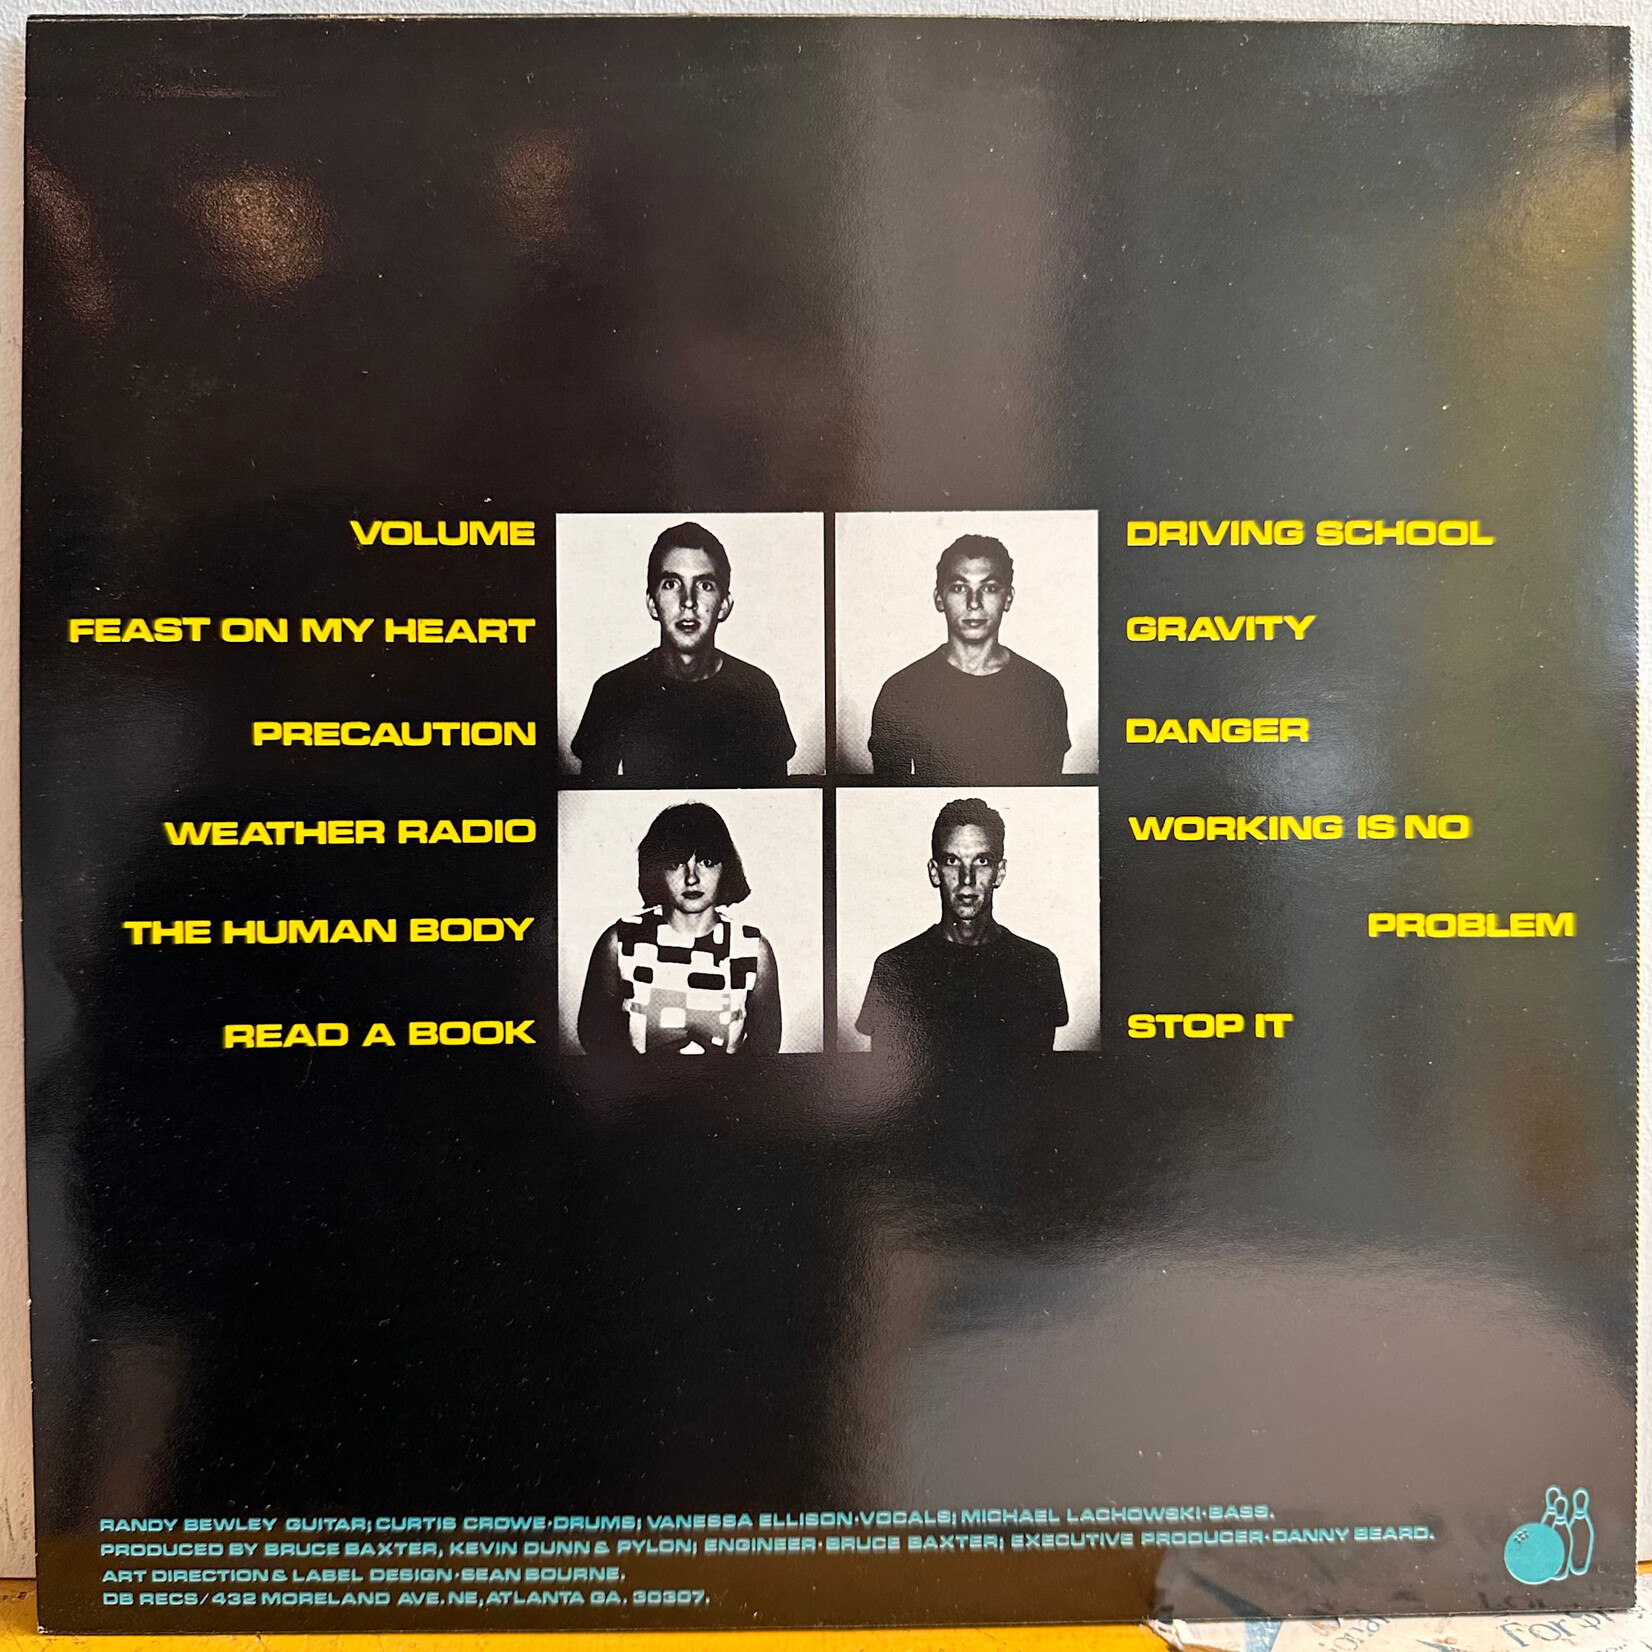 VOLUME
FEAST ON MY HEART
PRECAUTION
WEATHER RADIO
THE HUMAN BODY
READ A BOOK
DRIVING SCHOOL
GRAVITY
DANGER
WORKING IS NO
PROBLEM
STOP IT
RANDY BEWLEY GUITAR; CURTIS CROWE·DRUMS; VANESSA ELLISON·VOCALS; MICHAEL LACHOWSKI·BASS.
PRODUCED BY BRUCE BAXTER, KEVIN DUNN & PYLON; ENGINEER·BRUCE BAXTER; EXECUTIVE PRODUCER·DANNY BEARD.
ART DIRECTION & LABEL DESIGN·SEAN BOURNE.
DB RECS/432 MORELAND AVE. NE, ATLANTA GA. 30307.